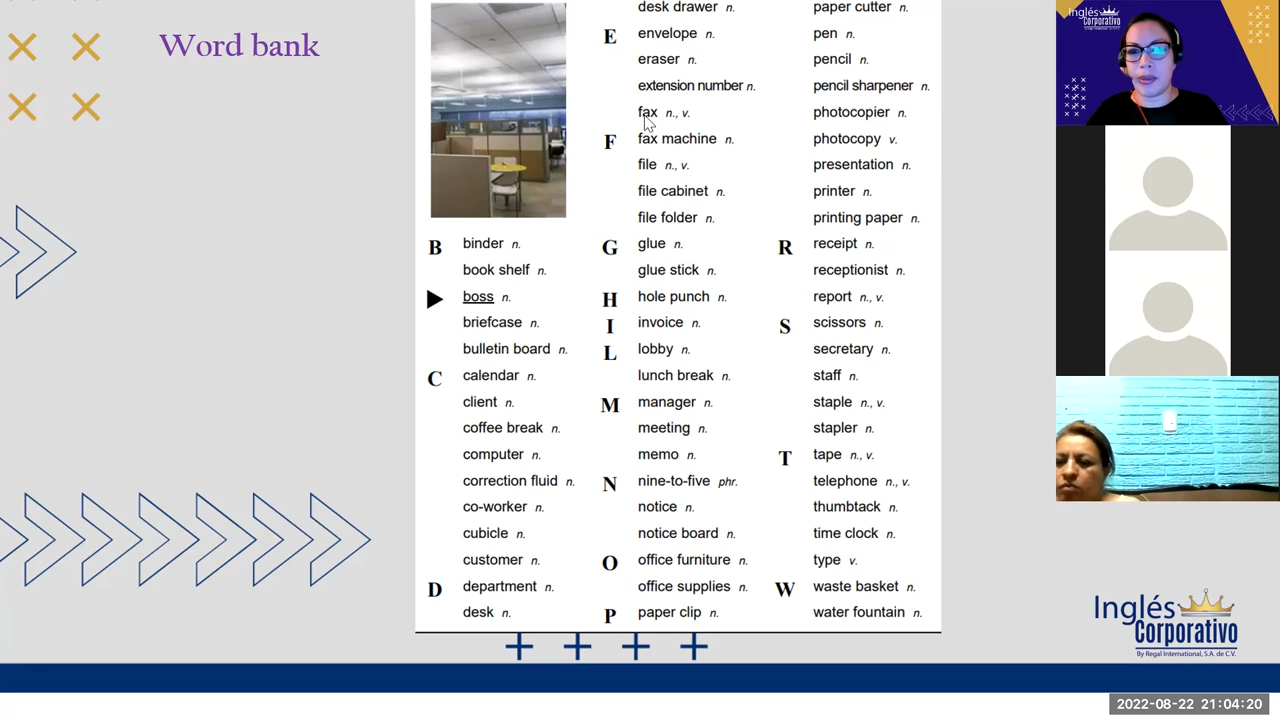 Word bank
desk drawer n.
E envelope n.
eraser n.
extension number n.
fax n., v.
F fax machine n.
file n., v.
file cabinet n.
file folder n.
B binder n.
book shelf n.
boss n.
briefcase n.
bulletin board n.
C calendar n.
client n.
coffee break n.
computer n.
correction fluid n.
co-worker n.
cubicle n.
customer n.
D department n.
desk n.
G glue n.
glue stick n.
H hole punch n.
I invoice n.
L lobby n.
lunch break n.
M manager n.
meeting n.
memo n.
N nine-to-five phr.
notice n.
notice board n.
O office furniture n.
office supplies n.
P paper clip n.
paper cutter n.
pen n.
pencil n.
pencil sharpener n.
photocopier n.
photocopy v.
presentation n.
printer n.
printing paper n.
R receipt n.
receptionist n.
report n., v.
S scissors n.
secretary n.
staff n.
staple n., v.
stapler n.
T tape n., v.
telephone n., v.
thumbtack n.
time clock n.
type v.
W waste basket n.
water fountain n.
Inglés
Corporativo
Inglés
Corporativo
By Regal International, S.A. de C.V.
2022-08-22 21:04:20